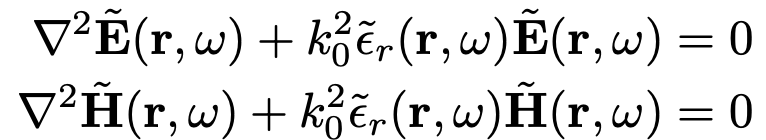 ∇²𝐄̃(𝐫, ω) + k₀²ϵ̃ᵣ(𝐫, ω)𝐄̃(𝐫, ω) = 0
∇²𝐇̃(𝐫, ω) + k₀²ϵ̃ᵣ(𝐫, ω)𝐇̃(𝐫, ω) = 0